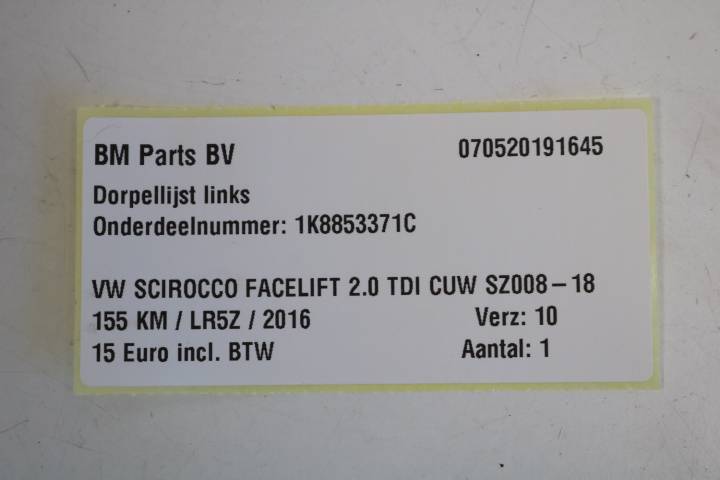 BM Parts BV 070520191645
Dorpellijst links
Onderdeelnummer: 1K8853371C
VW SCIROCCO FACELIFT 2.0 TDI CUW SZ008-18
155 KM / LR5Z / 2016 Verz: 10
15 Euro incl. BTW Aantal: 1